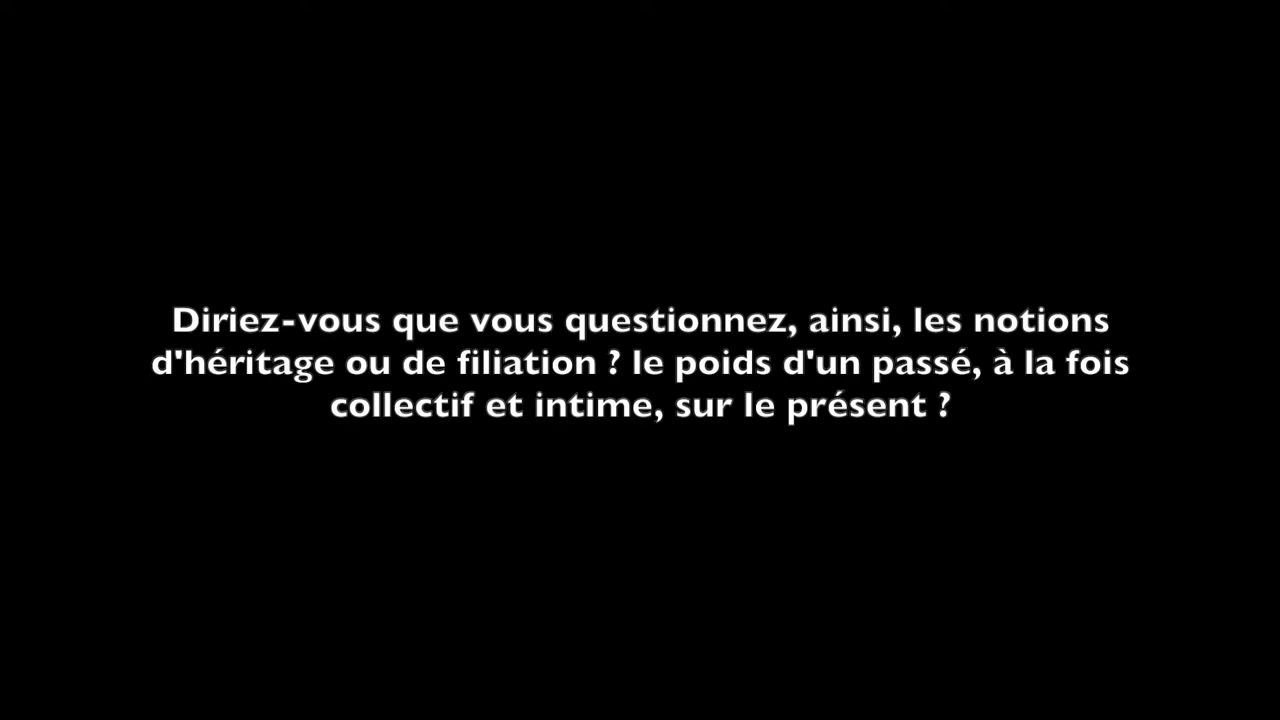 Diriez-vous que vous questionnez, ainsi, les notions
d'héritage ou de filiation ? le poids d'un passé, à la fois
collectif et intime, sur le présent ?